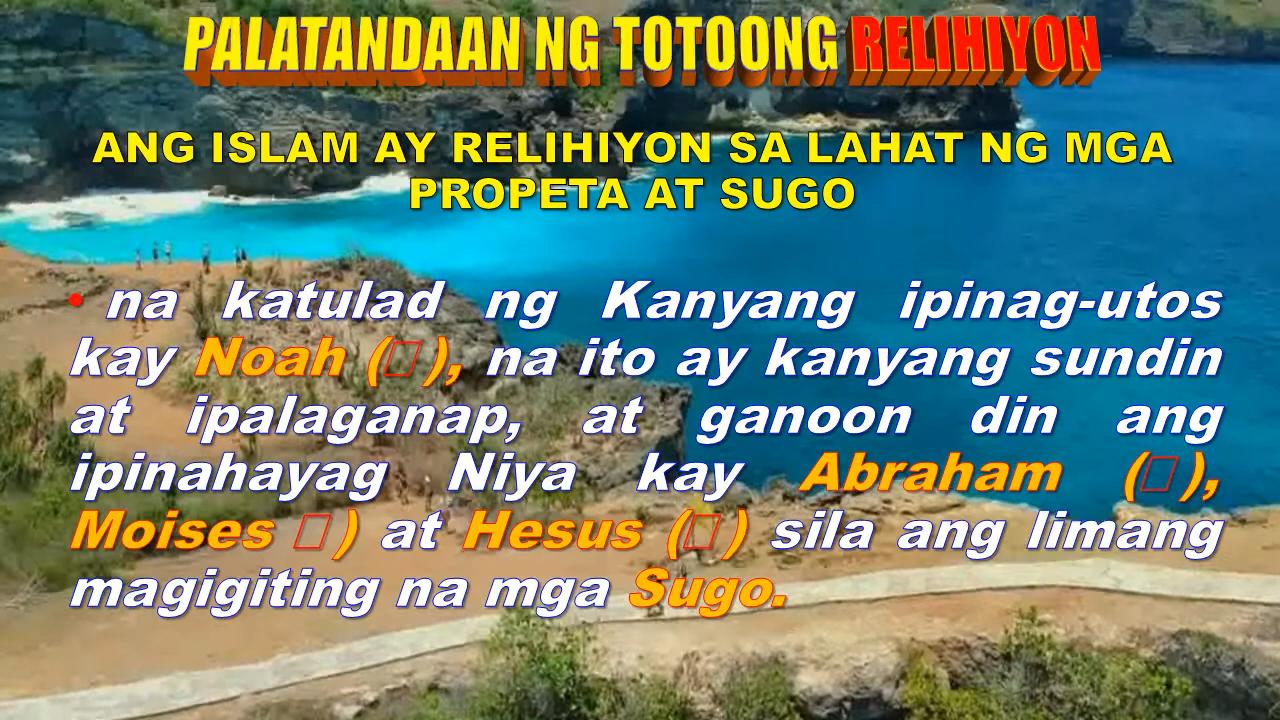 PALATANDAAN NG TOTOONG RELIHIYON
ANG ISLAM AY RELIHIYON SA LAHAT NG MGA
PROPETA AT SUGO
• na katulad ng Kanyang ipinag-utos
kay Noah (▯), na ito ay kanyang sundin
at ipalaganap, at ganoon din ang
ipinahayag Niya kay Abraham (▯),
Moises ▯) at Hesus (▯) sila ang limang
magigiting na mga Sugo.